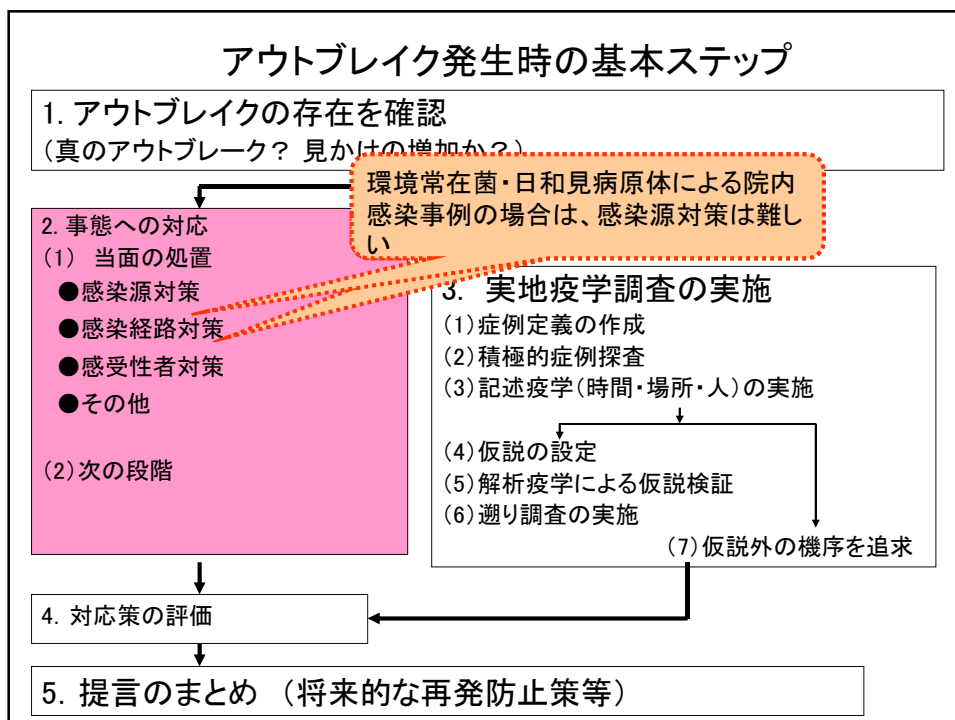 アウトブレイク発生時の基本ステップ
1. アウトブレイクの存在を確認
(真のアウトブレーク? 見かけの増加か?)
環境常在菌・日和見病原体による院内
感染事例の場合は、感染源対策は難し
い
2. 事態への対応
(1) 当面の処置
●感染源対策
●感染経路対策
●感受性者対策
●その他
(2)次の段階
3. 実地疫学調査の実施
(1)症例定義の作成
(2)積極的症例探査
(3)記述疫学(時間・場所・人)の実施
(4)仮説の設定
(5)解析疫学による仮説検証
(6)遡り調査の実施
(7)仮説外の機序を追求
4. 対応策の評価
5. 提言のまとめ (将来的な再発防止策等)